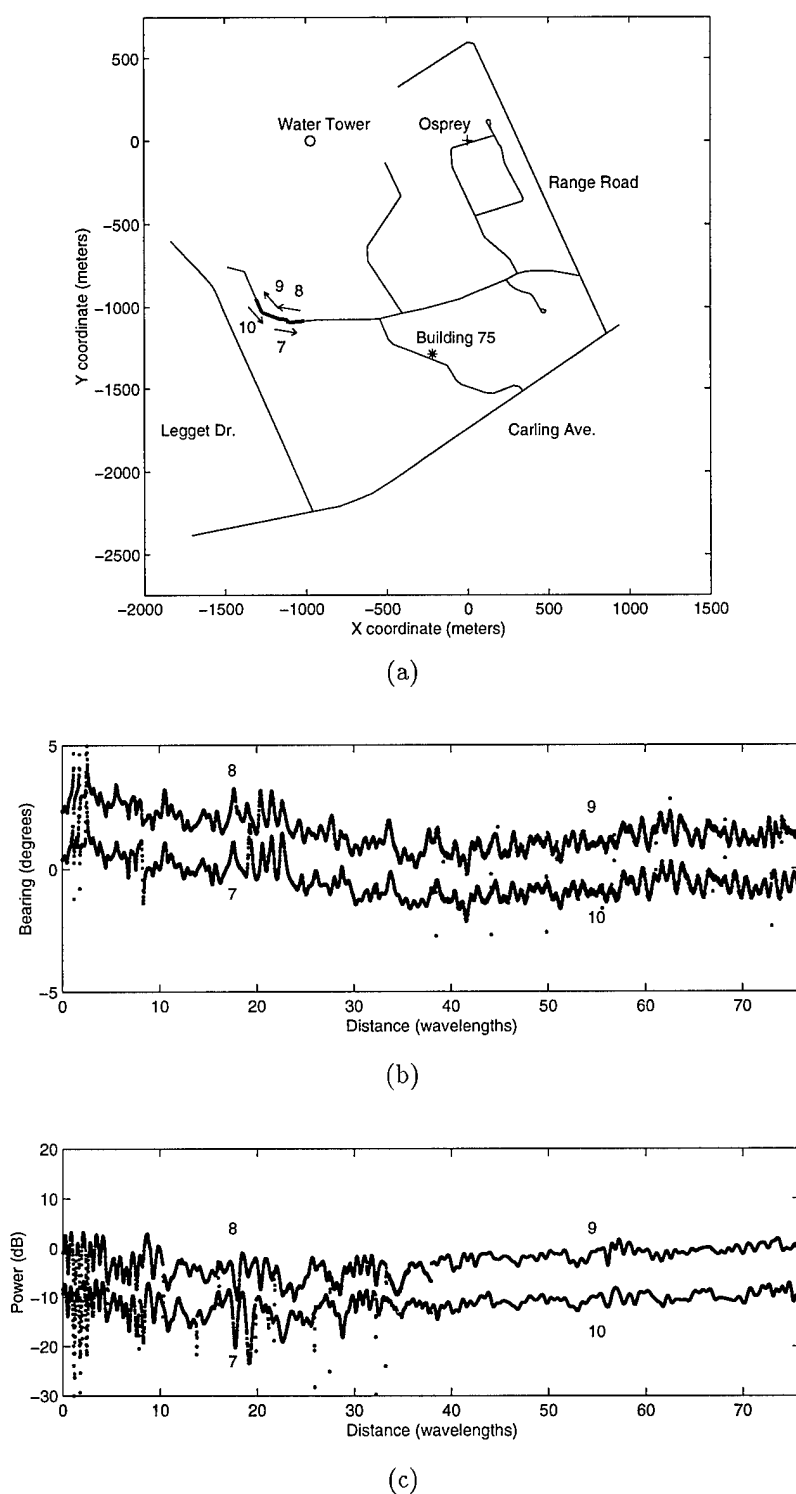 500
0
−500
−1000
−1500
−2000
−2500
Y coordinate (meters)
Water Tower
Osprey
Range Road
9
8
10
7
Building 75
Legget Dr.
Carling Ave.
−2000 −1500 −1000 −500 0 500 1000 1500
X coordinate (meters)
(a)
5
0
−5
Bearing (degrees)
8
9
7
10
0 10 20 30 40 50 60 70
Distance (wavelengths)
(b)
20
10
0
−10
−20
−30
Power (dB)
8
9
7
10
0 10 20 30 40 50 60 70
Distance (wavelengths)
(c)